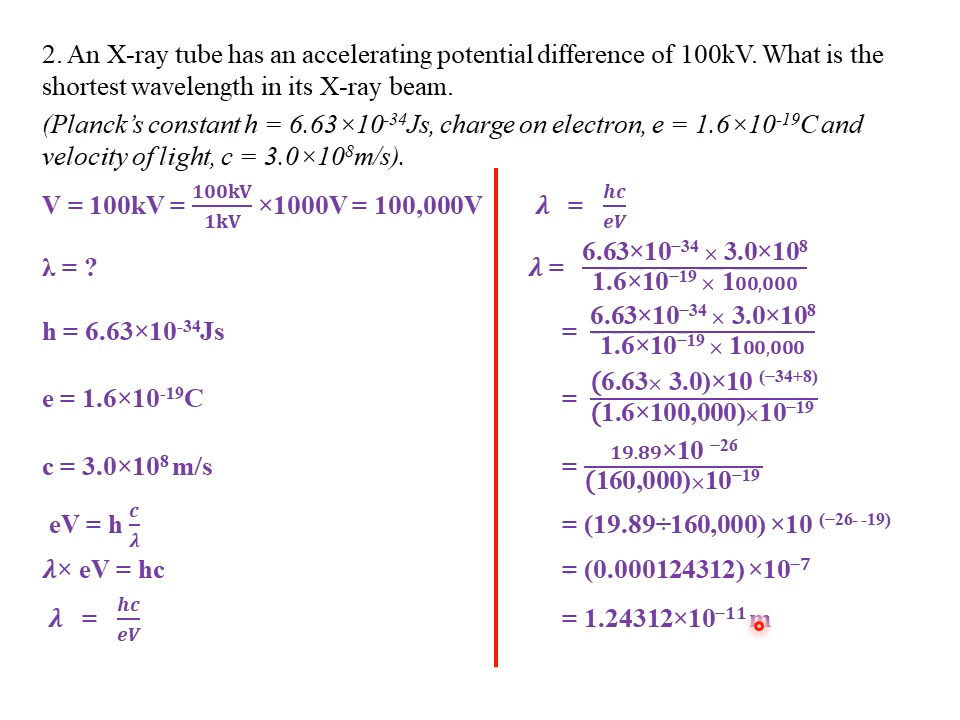 2. An X-ray tube has an accelerating potential difference of 100kV. What is the
shortest wavelength in its X-ray beam.
(Planck's constant h = 6.63×10⁻³⁴Js, charge on electron, e = 1.6×10⁻¹⁹C and
velocity of light, c = 3.0×10⁸m/s).
V = 100kV = 100kV/1kV ×1000V = 100,000V
λ = ?
h = 6.63×10⁻³⁴Js
e = 1.6×10⁻¹⁹C
c = 3.0×10⁸ m/s
eV = h c/λ
λ× eV = hc
λ = hc/eV
λ = hc/eV
λ = 6.63×10⁻³⁴ × 3.0×10⁸ / 1.6×10⁻¹⁹ × 100,000
= 6.63×10⁻³⁴ × 3.0×10⁸ / 1.6×10⁻¹⁹ × 100,000
= (6.63× 3.0)×10 ⁽⁻³⁴⁺⁸⁾ / (1.6×100,000)×10⁻¹⁹
= 19.89×10 ⁻²⁶ / (160,000)×10⁻¹⁹
= (19.89÷160,000) ×10 ⁽⁻²⁶⁻ ⁻¹⁹⁾
= (0.000124312) ×10⁻⁷
= 1.24312×10⁻¹¹ m